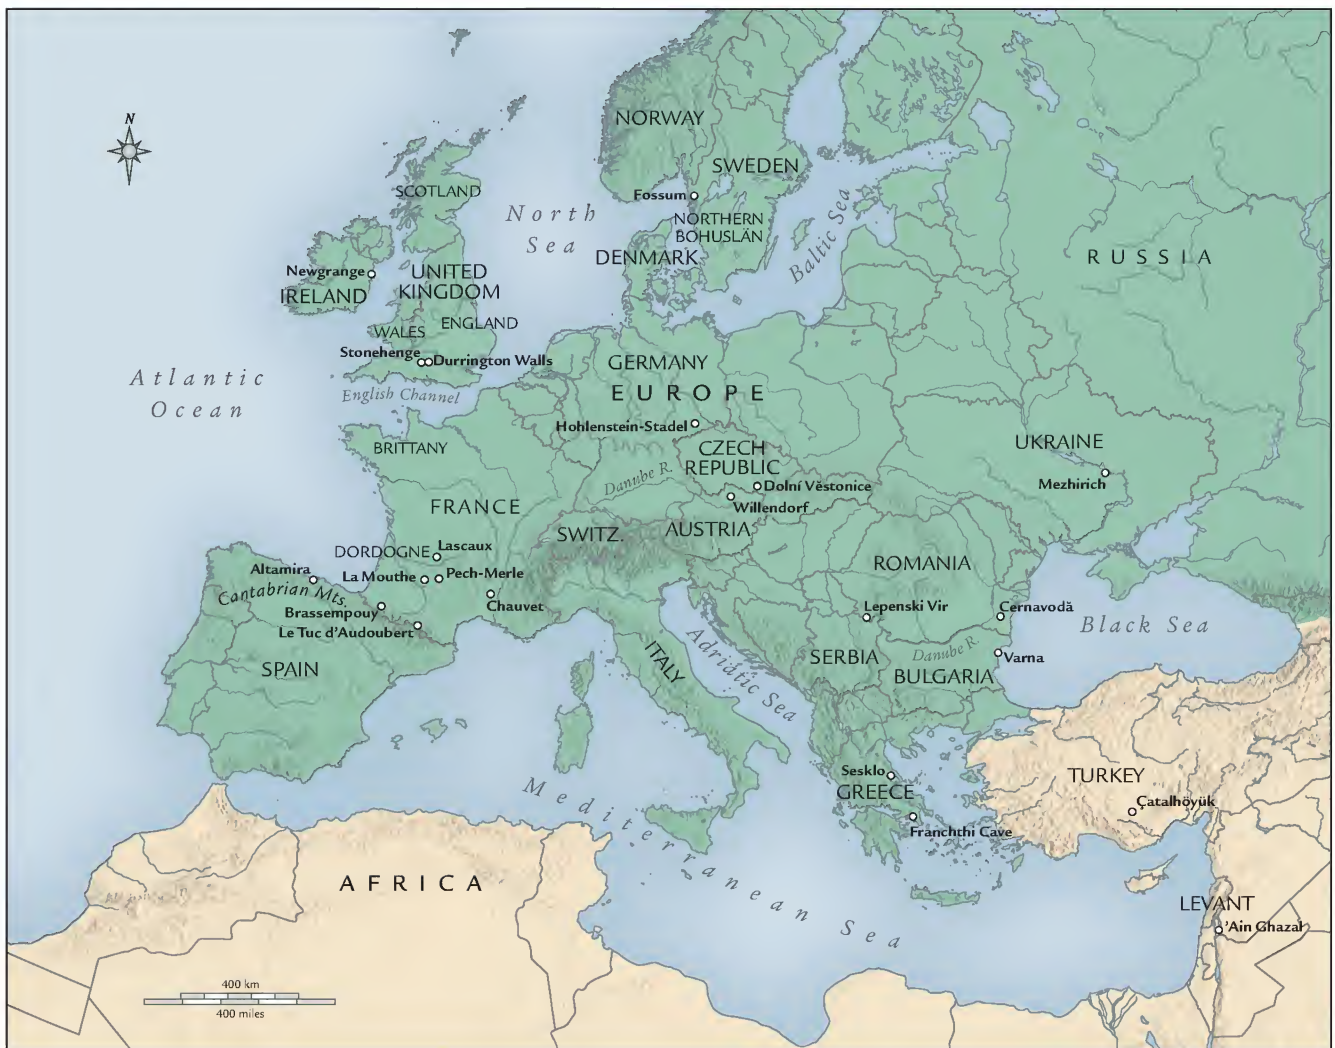 N
NORWAY
SWEDEN
SCOTLAND
Fossum
North
Sea
NORTHERN
BOHUSLÄN
Baltic Sea
DENMARK
RUSSIA
Newgrange
IRELAND
UNITED
KINGDOM
WALES
ENGLAND
Stonehenge
Durrington Walls
English Channel
Atlantic
Ocean
GERMANY
EUROPE
Hohlenstein-Stadel
BRITTANY
CZECH
REPUBLIC
UKRAINE
Mezhirich
Danube R.
Dolní Věstonice
Willendorf
FRANCE
SWITZ.
AUSTRIA
DORDOGNE
Lascaux
ROMANIA
Altamira
La Mouthe
Pech-Merle
Cantabrian Mts.
Brassempouy
Chauvet
Le Tuc d'Audoubert
Lepenski Vir
Cernavodă
Black Sea
SPAIN
ITALY
Adriatic Sea
SERBIA
Danube R.
Varna
BULGARIA
Sesklo
GREECE
TURKEY
Çatalhöyük
Franchthi Cave
Mediterranean Sea
AFRICA
LEVANT
'Ain Ghazal
400 km
400 miles